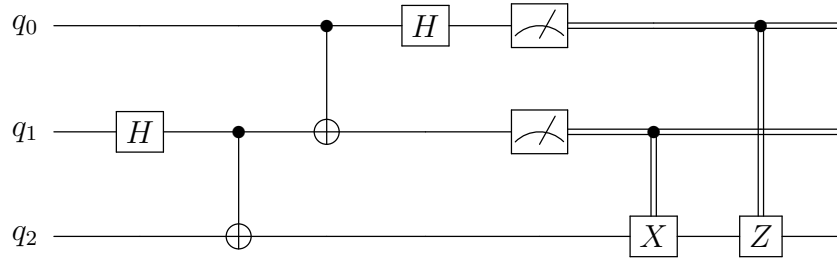 q₀ H
q₁ H
q₂ X Z